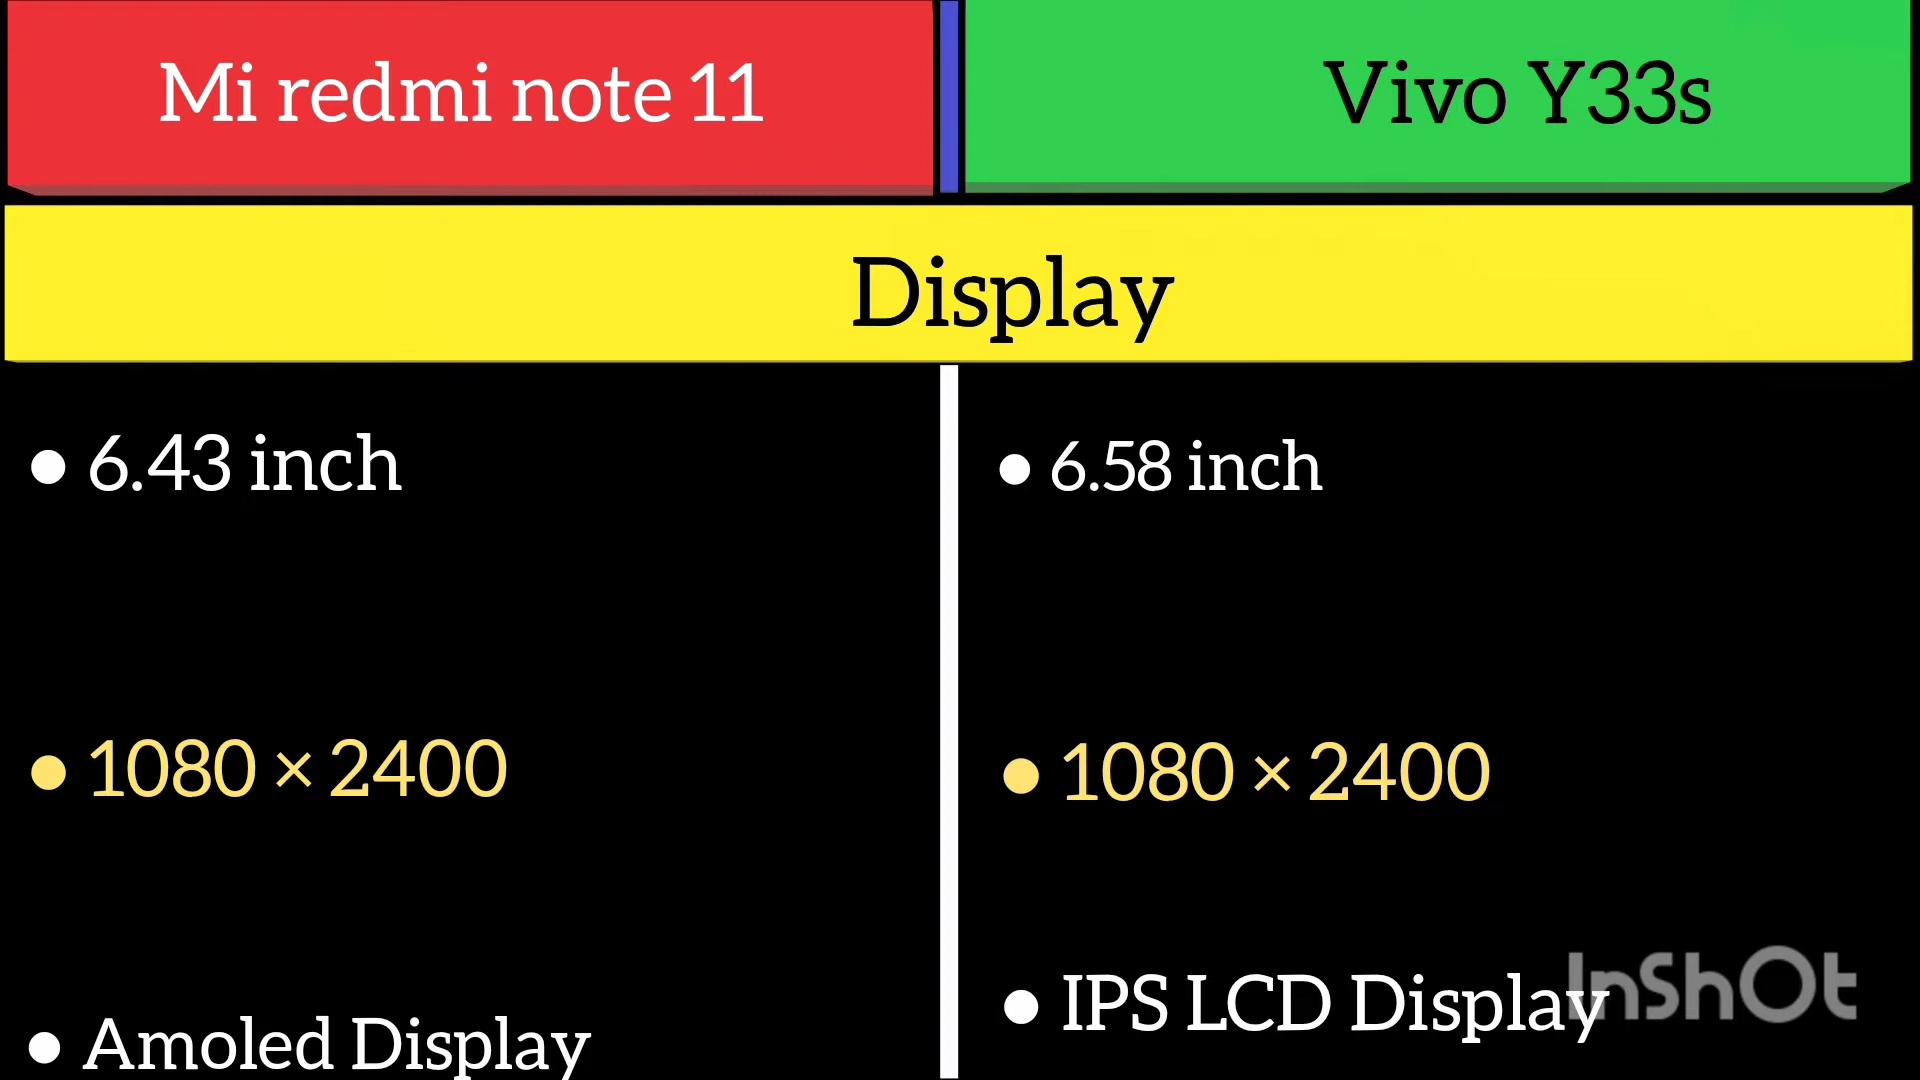 Mi redmi note 11
Vivo Y33s
Display
● 6.43 inch
● 6.58 inch
● 1080 × 2400
● 1080 × 2400
● IPS LCD Display
InShOt
● Amoled Display